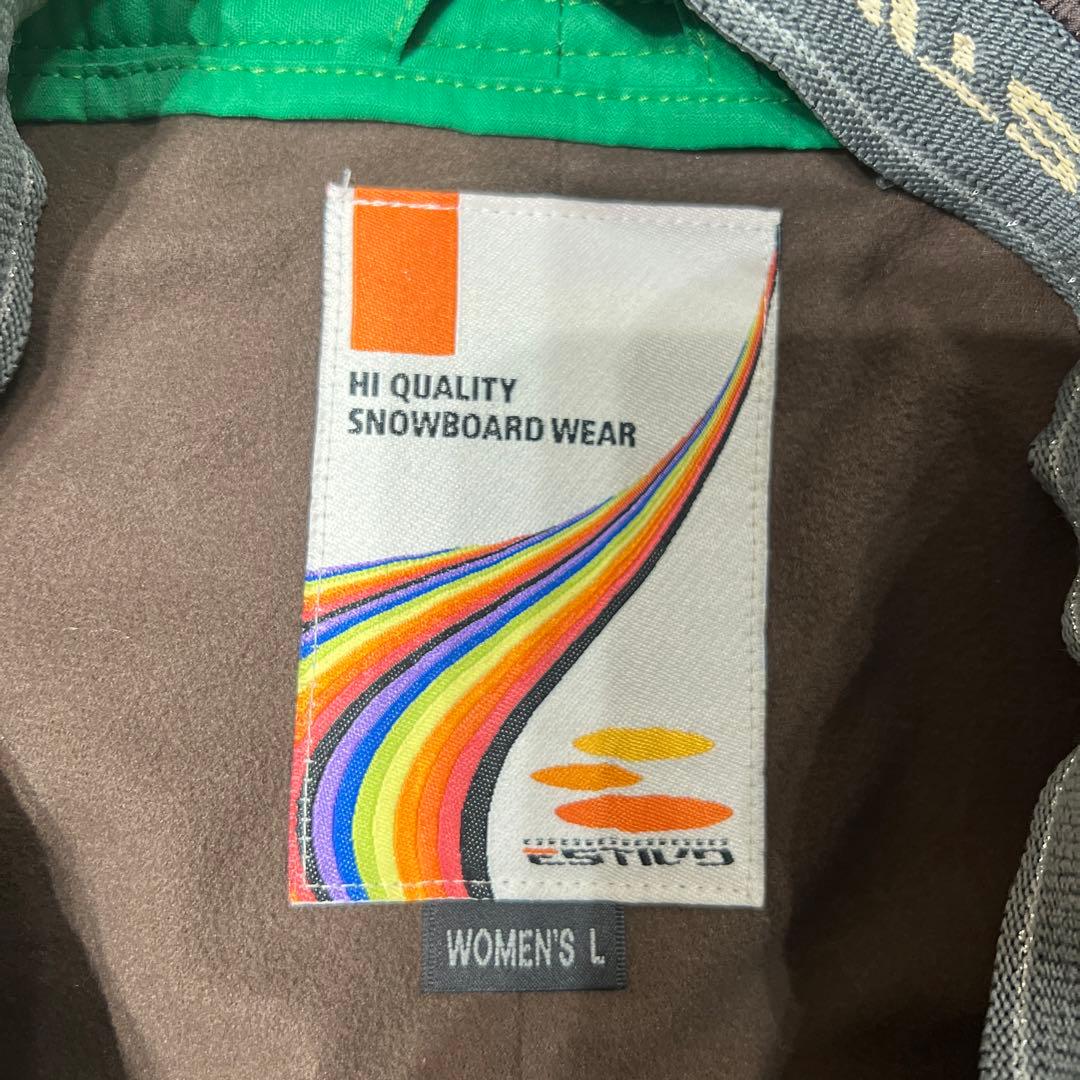 HI QUALITY
SNOWBOARD WEAR
ESTIVO
WOMEN'S L